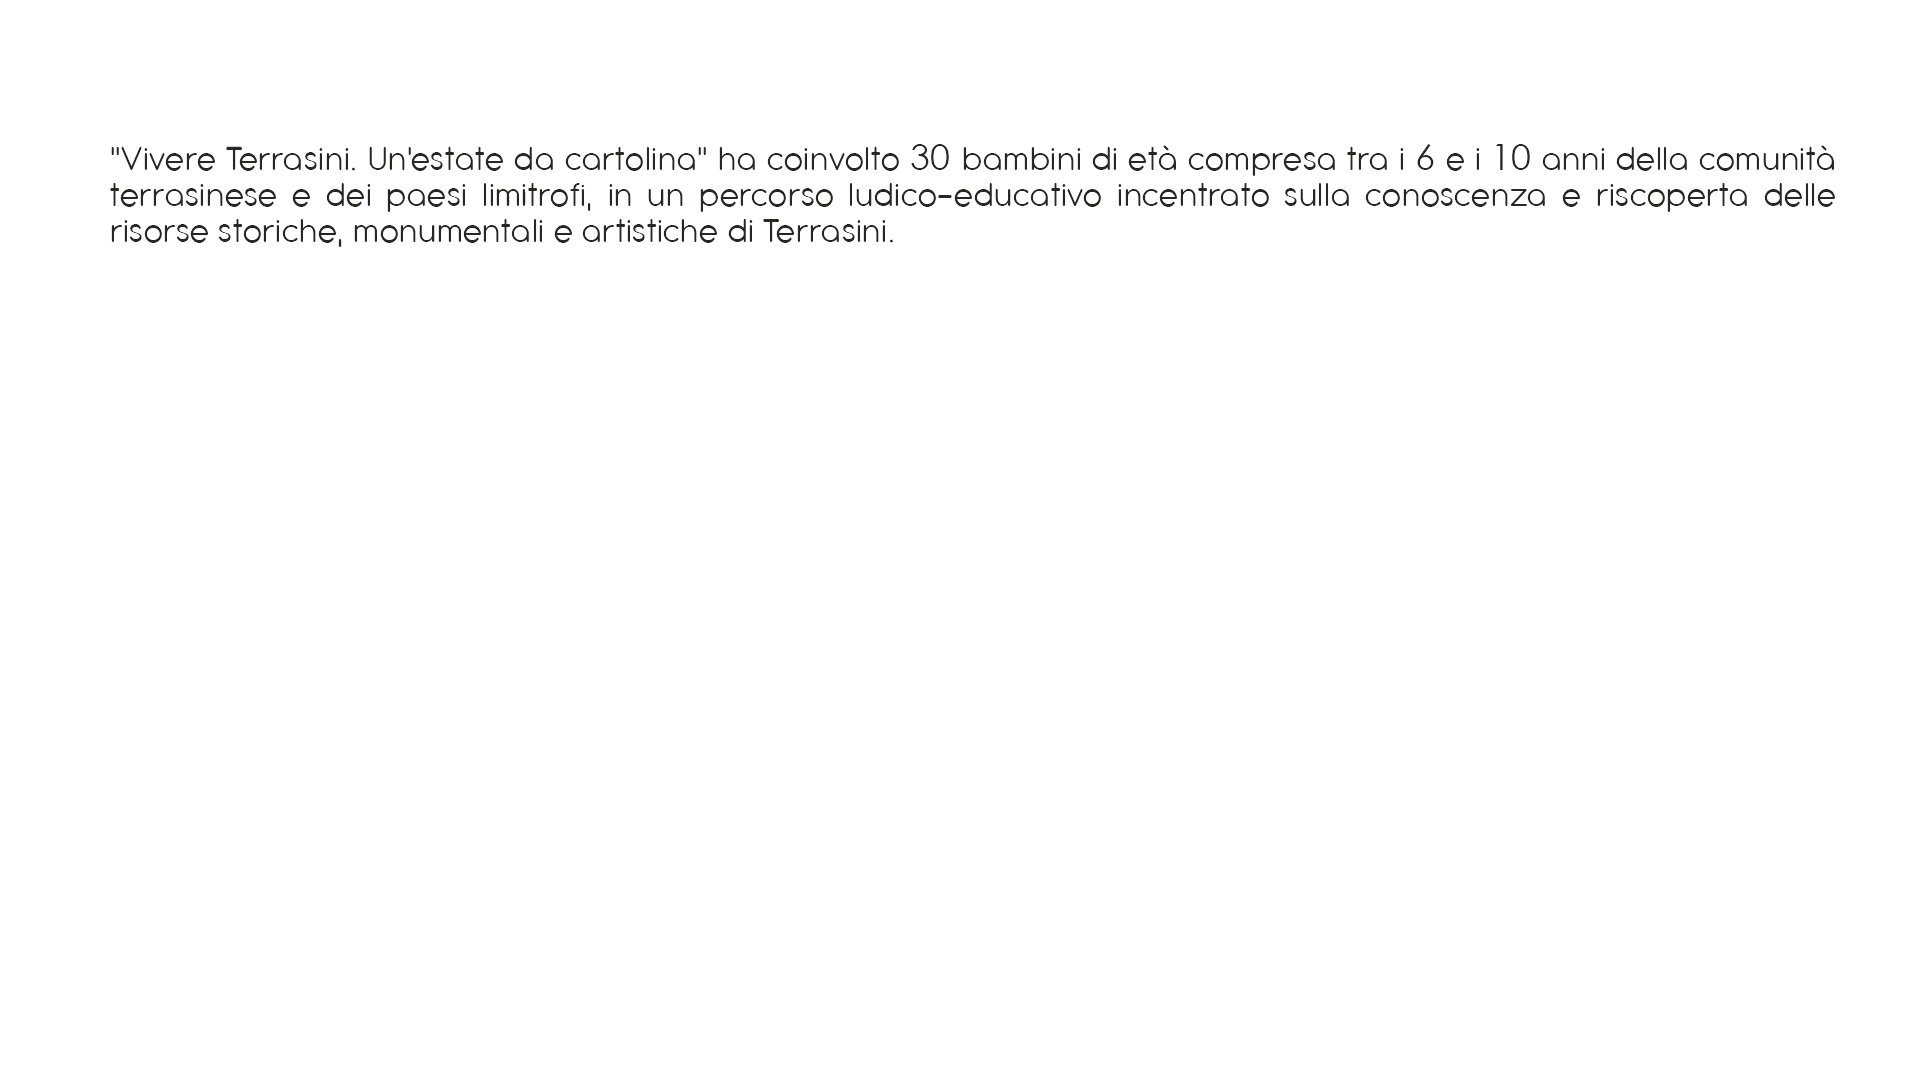 "Vivere Terrasini. Un'estate da cartolina" ha coinvolto 30 bambini di età compresa tra i 6 e i 10 anni della comunità
terrasinese e dei paesi limitrofi, in un percorso ludico-educativo incentrato sulla conoscenza e riscoperta delle
risorse storiche, monumentali e artistiche di Terrasini.